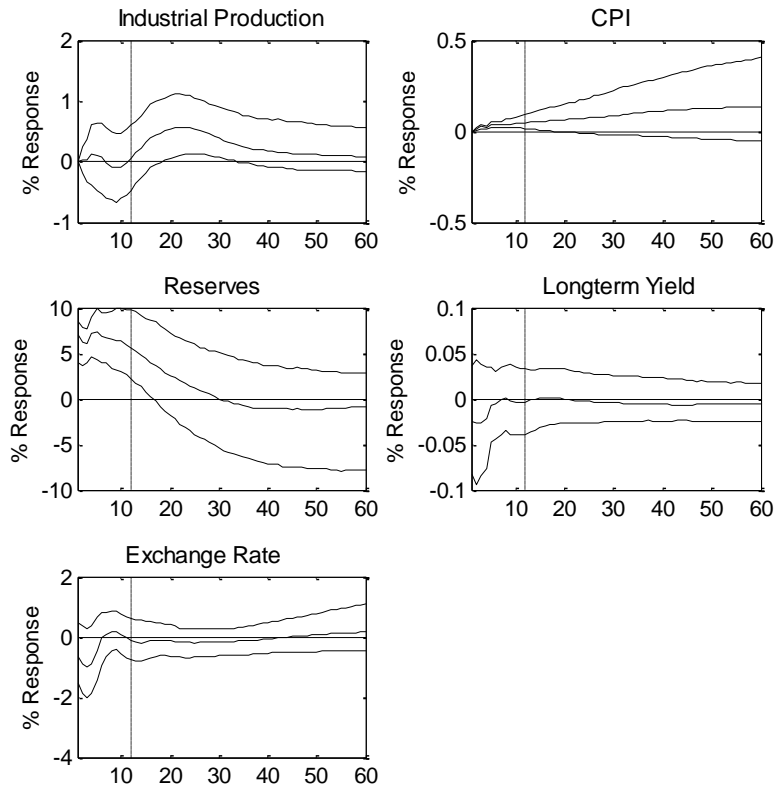 Industrial Production
% Response
2
1
0
-1
10 20 30 40 50 60
CPI
% Response
0.5
0
-0.5
10 20 30 40 50 60
Reserves
% Response
10
5
0
-5
-10
10 20 30 40 50 60
Longterm Yield
% Response
0.1
0.05
0
-0.05
-0.1
10 20 30 40 50 60
Exchange Rate
% Response
2
0
-2
-4
10 20 30 40 50 60